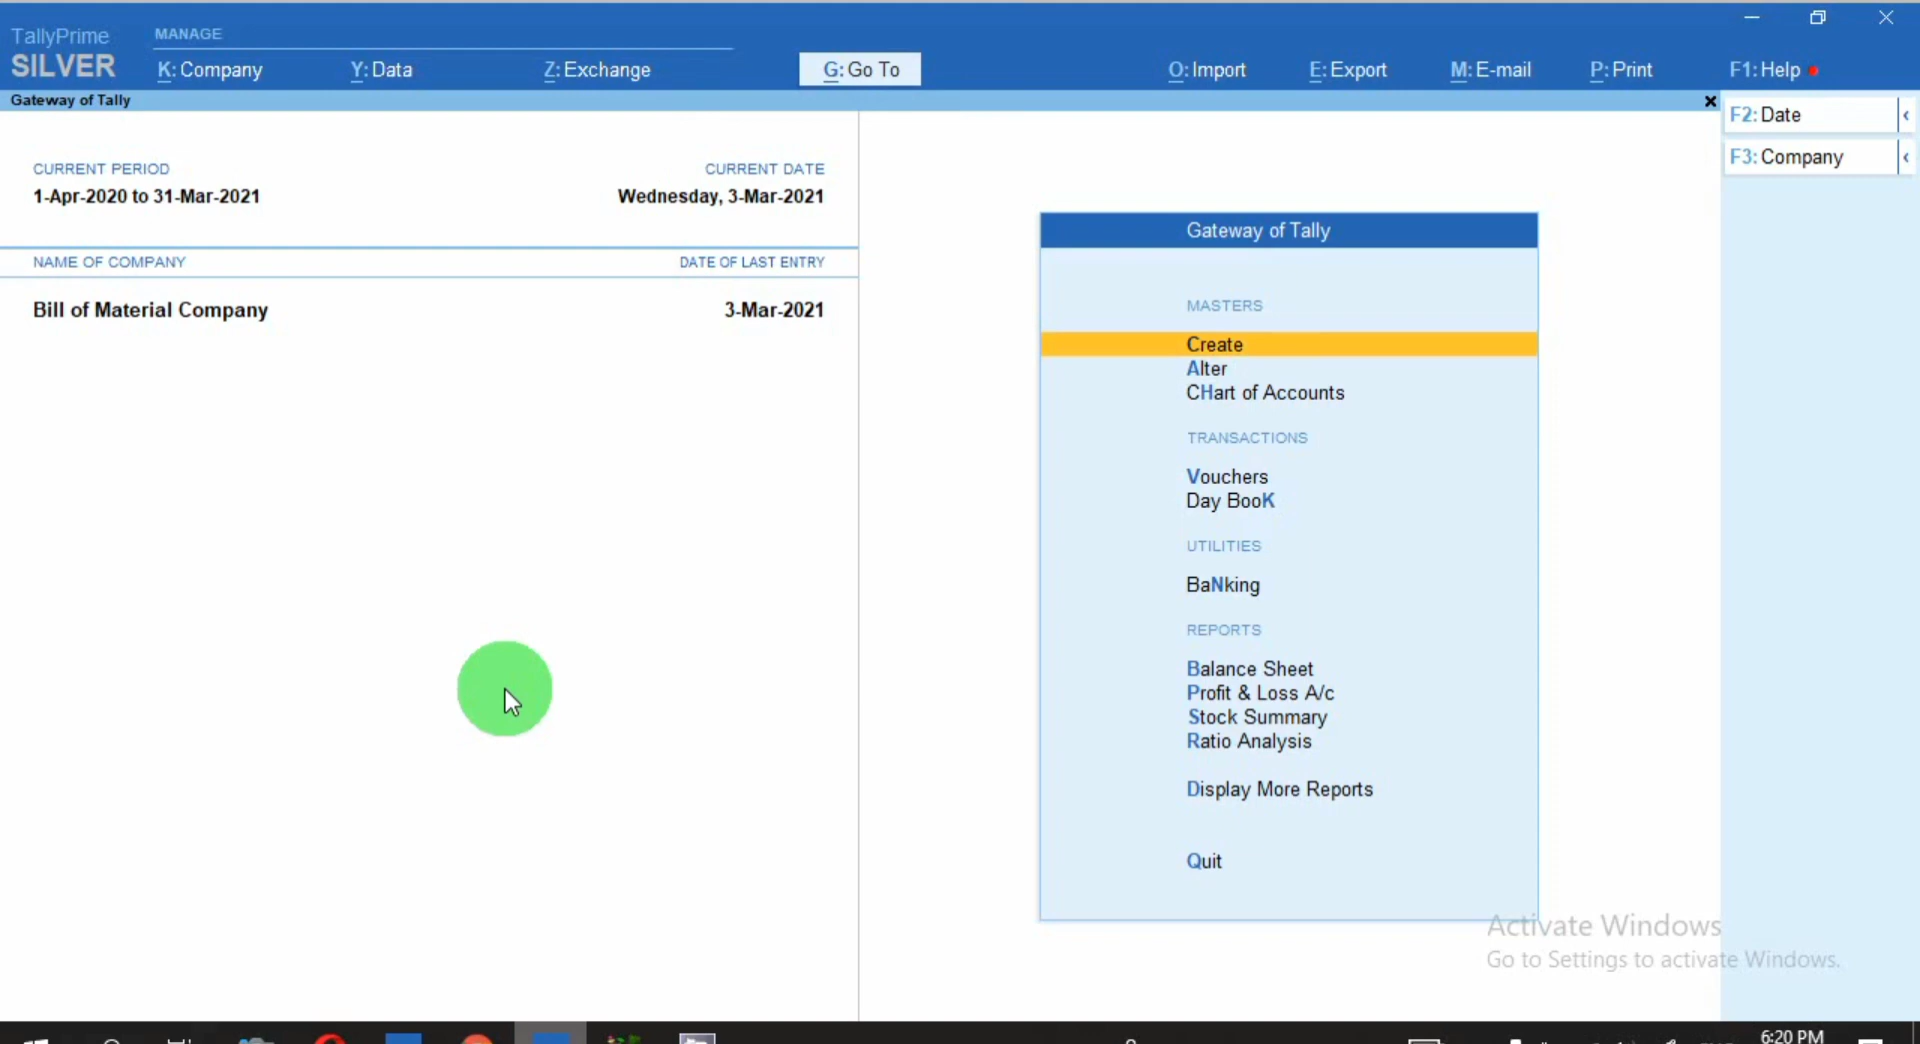 TallyPrime
SILVER
MANAGE
K: Company
Y: Data
Z: Exchange
G: Go To
O: Import
E: Export
M: E-mail
P: Print
F1: Help
Gateway of Tally
F2: Date
F3: Company
CURRENT PERIOD
CURRENT DATE
1-Apr-2020 to 31-Mar-2021
Wednesday, 3-Mar-2021
NAME OF COMPANY
DATE OF LAST ENTRY
Bill of Material Company
3-Mar-2021
Gateway of Tally
MASTERS
Create
Alter
CHart of Accounts
TRANSACTIONS
Vouchers
Day BooK
UTILITIES
BaNking
REPORTS
Balance Sheet
Profit & Loss A/c
Stock Summary
Ratio Analysis
Display More Reports
Quit
Activate Windows
Go to Settings to activate Windows.
6:20 PM